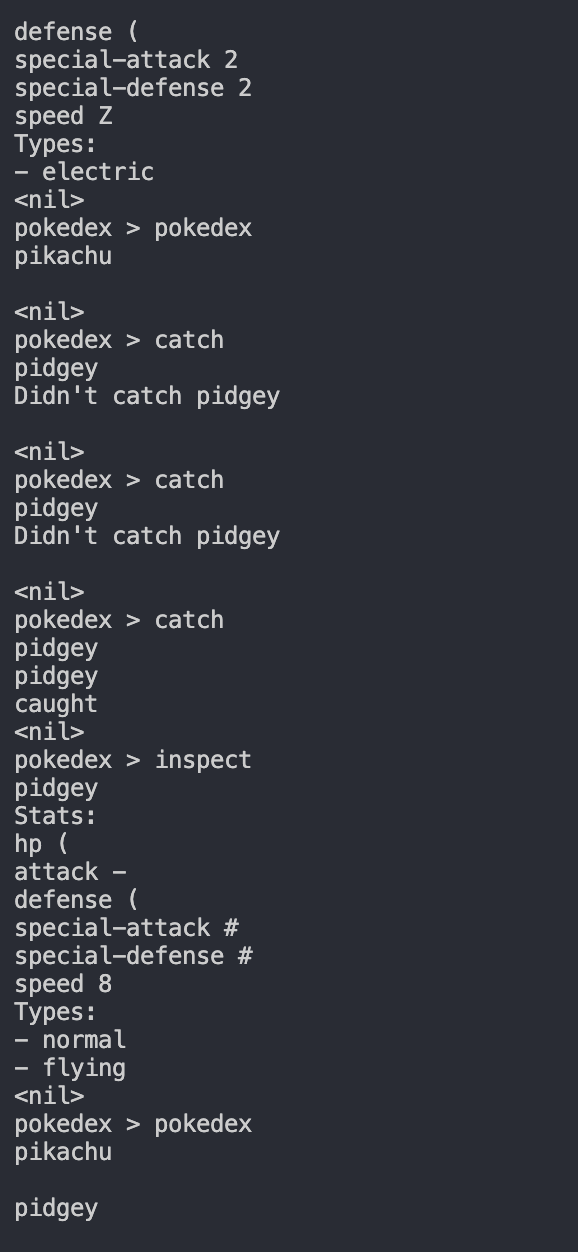 defense (
special-attack 2
special-defense 2
speed Z
Types:
- electric
<nil>
pokedex > pokedex
pikachu
<nil>
pokedex > catch
pidgey
Didn't catch pidgey
<nil>
pokedex > catch
pidgey
Didn't catch pidgey
<nil>
pokedex > catch
pidgey
pidgey
caught
<nil>
pokedex > inspect
pidgey
Stats:
hp (
attack -
defense (
special-attack #
special-defense #
speed 8
Types:
- normal
- flying
<nil>
pokedex > pokedex
pikachu
pidgey